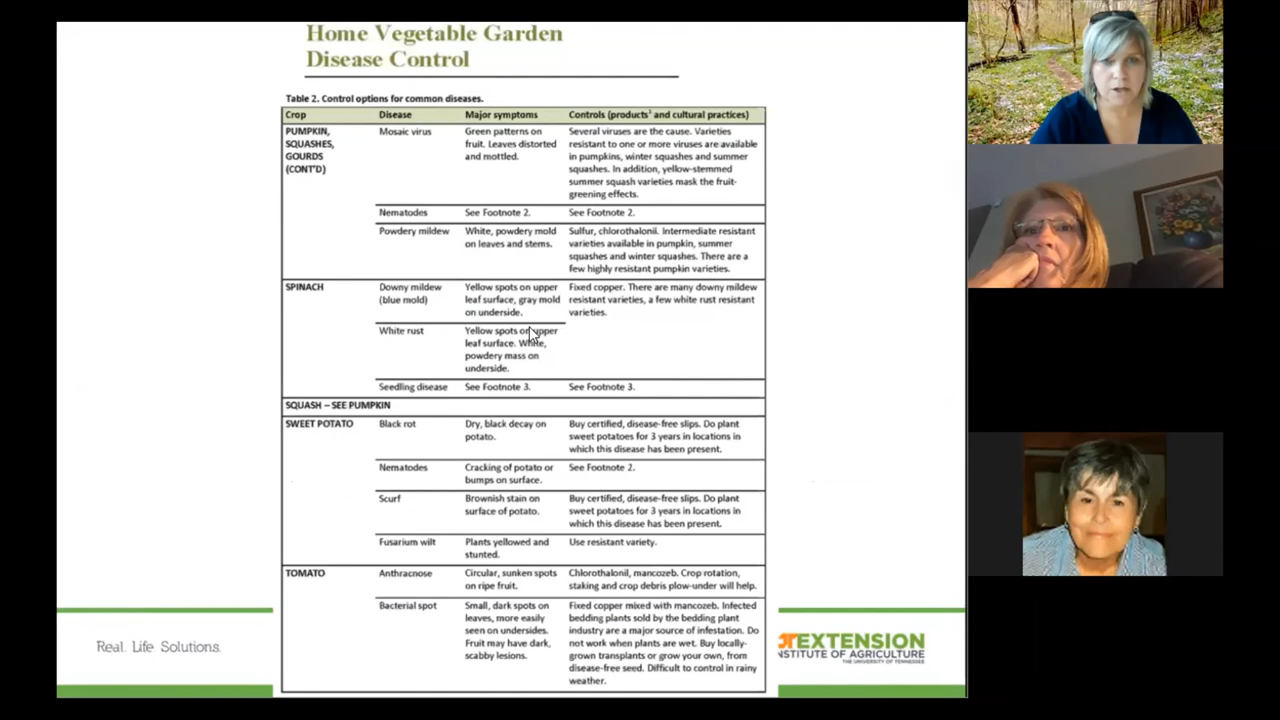 Home Vegetable Garden
Disease Control
Table 2. Control options for common diseases.
Crop Disease Major symptoms Controls (products¹ and cultural practices)
PUMPKIN,
SQUASHES,
GOURDS
(CONT'D)
Mosaic virus
Green patterns on
fruit. Leaves distorted
and mottled.
Several viruses are the cause. Varieties
resistant to one or more viruses are available
in pumpkins, winter squashes and summer
squashes. In addition, yellow-stemmed
summer squash varieties mask the fruit-
greening effects.
Nematodes See Footnote 2. See Footnote 2.
Powdery mildew
White, powdery mold
on leaves and stems.
Sulfur, chlorothalonil. Intermediate resistant
varieties available in pumpkin, summer
squashes and winter squashes. There are a
few highly resistant pumpkin varieties.
SPINACH
Downy mildew
(blue mold)
Yellow spots on upper
leaf surface, gray mold
on underside.
Fixed copper. There are many downy mildew
resistant varieties, a few white rust resistant
varieties.
White rust
Yellow spots on upper
leaf surface. White,
powdery mass on
underside.
Seedling disease See Footnote 3. See Footnote 3.
SQUASH – SEE PUMPKIN
SWEET POTATO
Black rot
Dry, black decay on
potato.
Buy certified, disease-free slips. Do plant
sweet potatoes for 3 years in locations in
which this disease has been present.
Nematodes
Cracking of potato or
bumps on surface.
See Footnote 2.
Scurf
Brownish stain on
surface of potato.
Buy certified, disease-free slips. Do plant
sweet potatoes for 3 years in locations in
which this disease has been present.
Fusarium wilt
Plants yellowed and
stunted.
Use resistant variety.
TOMATO
Anthracnose
Circular, sunken spots
on ripe fruit.
Chlorothalonil, mancozeb. Crop rotation,
staking and crop debris plow-under will help.
Bacterial spot
Small, dark spots on
leaves, more easily
seen on undersides.
Fruit may have dark,
scabby lesions.
Fixed copper mixed with mancozeb. Infected
bedding plants sold by the bedding plant
industry are a major source of infestation. Do
not work when plants are wet. Buy locally-
grown transplants or grow your own, from
disease-free seed. Difficult to control in rainy
weather.
Real. Life. Solutions.
EXTENSION
NSTITUTE OF AGRICULTURE
THE UNIVERSITY OF TENNESSEE